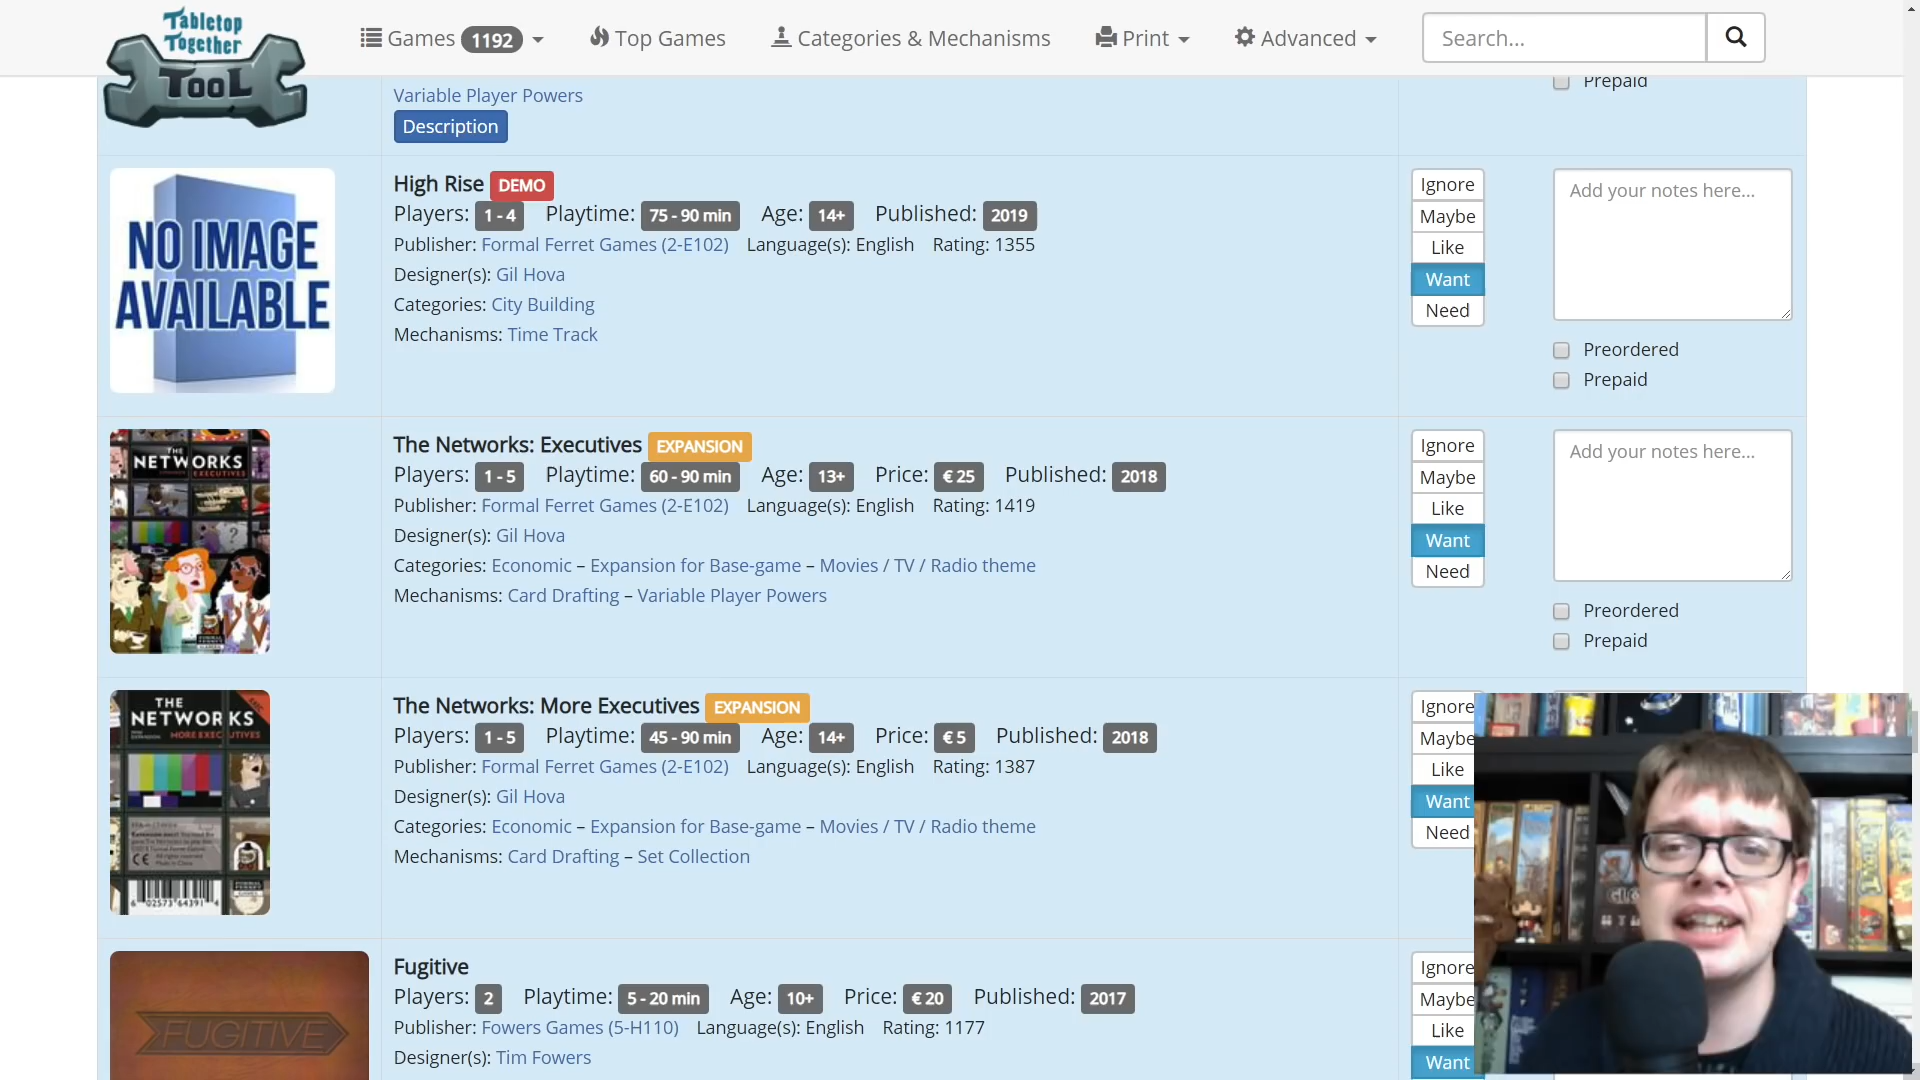 Tabletop
Together
TOOL
Games 1192
Top Games
Categories & Mechanisms
Print
Advanced
Search...
Variable Player Powers
Description
Prepaid
NO IMAGE
AVAILABLE
High Rise DEMO
Players: 1 - 4 Playtime: 75 - 90 min Age: 14+ Published: 2019
Publisher: Formal Ferret Games (2-E102) Language(s): English Rating: 1355
Designer(s): Gil Hova
Categories: City Building
Mechanisms: Time Track
Ignore
Maybe
Like
Want
Need
Add your notes here...
Preordered
Prepaid
THE
NETWORKS
EXECUTIVES
The Networks: Executives EXPANSION
Players: 1 - 5 Playtime: 60 - 90 min Age: 13+ Price: € 25 Published: 2018
Publisher: Formal Ferret Games (2-E102) Language(s): English Rating: 1419
Designer(s): Gil Hova
Categories: Economic – Expansion for Base-game – Movies / TV / Radio theme
Mechanisms: Card Drafting – Variable Player Powers
Ignore
Maybe
Like
Want
Need
Add your notes here...
Preordered
Prepaid
THE
NETWORKS
MORE EXECUTIVES
The Networks: More Executives EXPANSION
Players: 1 - 5 Playtime: 45 - 90 min Age: 14+ Price: € 5 Published: 2018
Publisher: Formal Ferret Games (2-E102) Language(s): English Rating: 1387
Designer(s): Gil Hova
Categories: Economic – Expansion for Base-game – Movies / TV / Radio theme
Mechanisms: Card Drafting – Set Collection
Ignore
Maybe
Like
Want
Need
FUGITIVE
Fugitive
Players: 2 Playtime: 5 - 20 min Age: 10+ Price: € 20 Published: 2017
Publisher: Fowers Games (5-H110) Language(s): English Rating: 1177
Designer(s): Tim Fowers
Ignore
Maybe
Like
Want